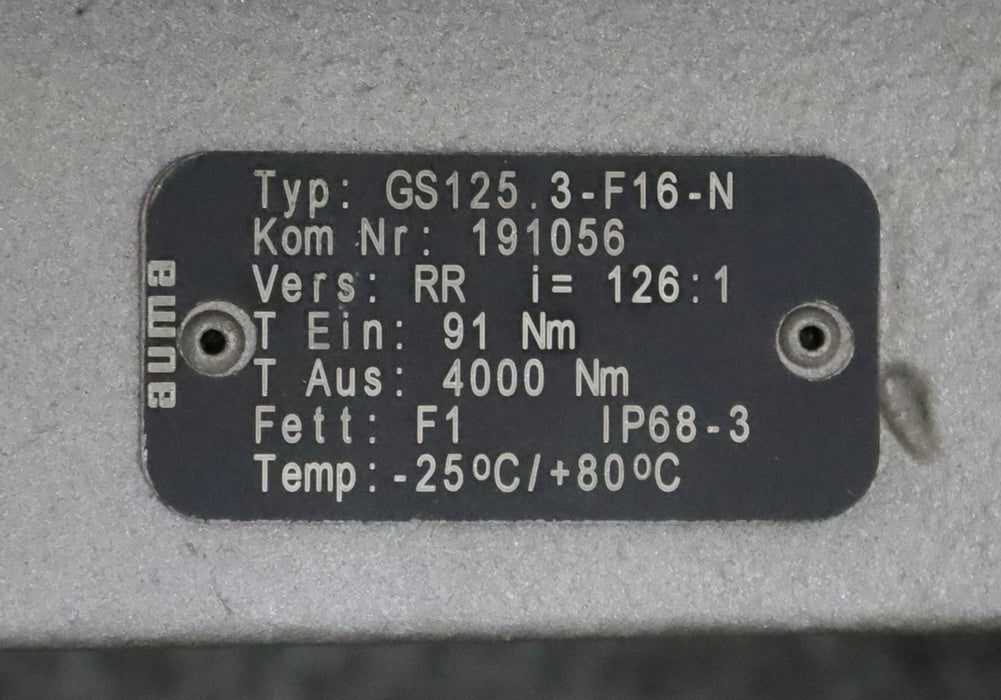 Typ: GS125.3-F16-N
Kom Nr: 191056
Vers: RR i= 126:1
T Ein: 91 Nm
T Aus: 4000 Nm
Fett: F1 IP68-3
Temp:-25ºC/+80ºC
auma